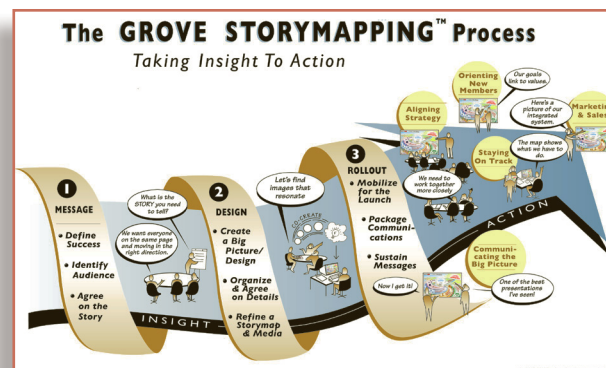 The GROVE STORYMAPPING™ Process
Taking Insight To Action
1
MESSAGE
• Define
Success
• Identify
Audience
• Agree
on the
Story
What is the
STORY you need
to tell?
We want everyone
on the same page
and moving in the
right direction.
INSIGHT
2
DESIGN
• Create
a Big
Picture/
Design
• Organize
& Agree
on Details
• Refine a
Storymap
& Media
Let's find
images that
resonate
CO-CREATE
3
ROLLOUT
• Mobilize
for the
Launch
• Package
Communi-
cations
• Sustain
Messages
Aligning
Strategy
We need to
work together
more closely
Orienting
New
Members
Our goals
link to values.
Here's a
picture of our
integrated
system.
Marketing
& Sales
Staying
On Track
The map shows
what we have to
do.
ACTION
Communi-
cating the
Big Picture
Now I get it!
One of the best
presentations
I've seen!